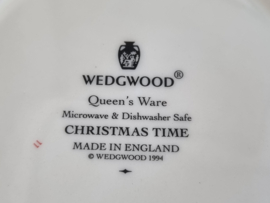 WEDGWOOD®
Queen's Ware
Microwave & Dishwasher Safe
CHRISTMAS TIME
MADE IN ENGLAND
© WEDGWOOD 1994